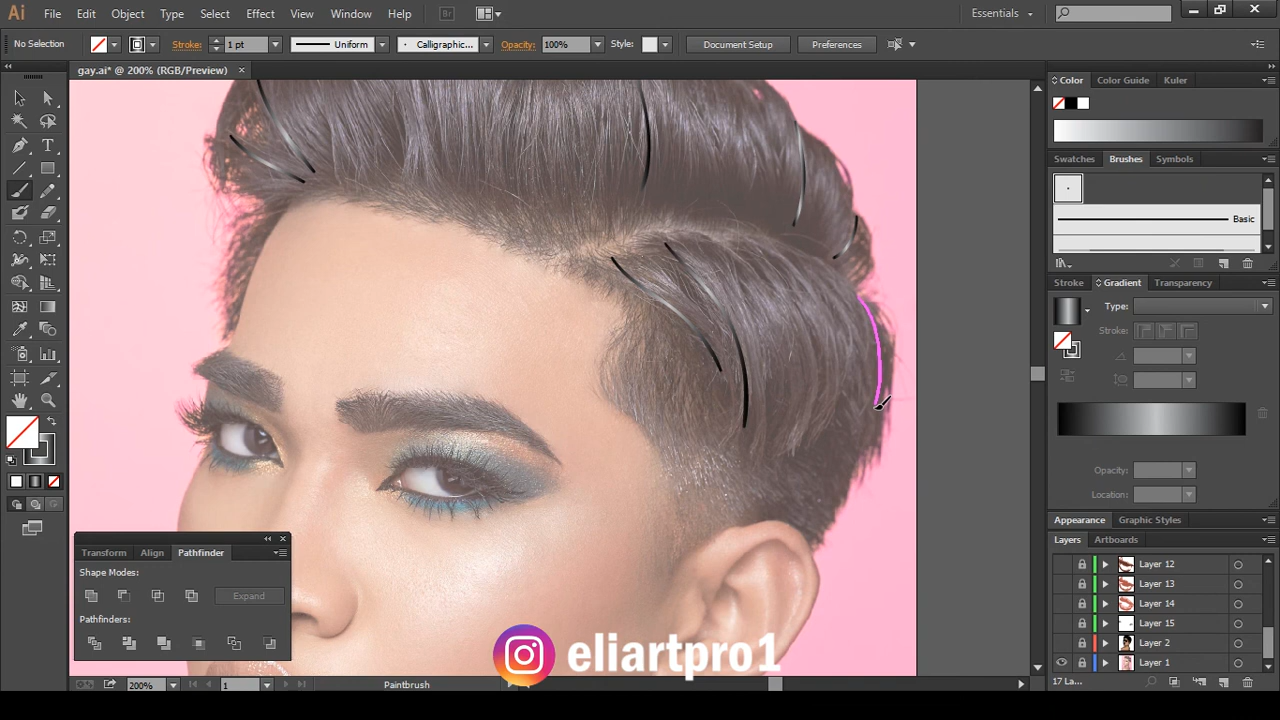 Ai File Edit Object Type Select Effect View Window Help Br Essentials
No Selection Stroke: 1 pt Uniform Calligraphic... Opacity: 100% Style: Document Setup Preferences
gay.ai* @ 200% (RGB/Preview) ×
Color Color Guide Kuler
Swatches Brushes Symbols
Basic
Stroke Gradient Transparency
Type:
Stroke:
Opacity:
Location:
Appearance Graphic Styles
Layers Artboards
Layer 12
Layer 13
Layer 14
Layer 15
Layer 2
Layer 1
17 La...
Transform Align Pathfinder
Shape Modes:
Expand
Pathfinders:
eliartpro1
200% 1 Paintbrush